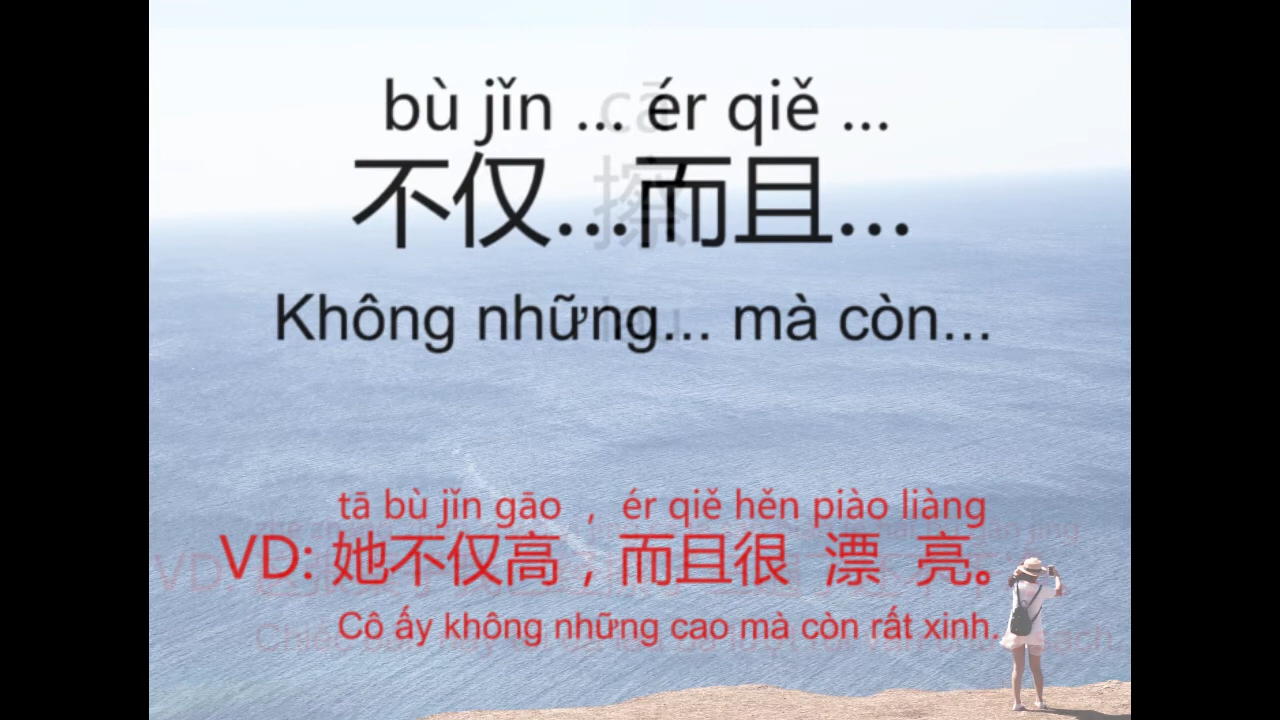 bù jǐn ... ér qiě ...
cā
不仅...而且...
擦
Không những... mà còn...
tā bù jǐn gāo , ér qiě hěn piào liàng
VD: 她不仅高，而且很 漂 亮。
Cô ấy không những cao mà còn rất xinh.